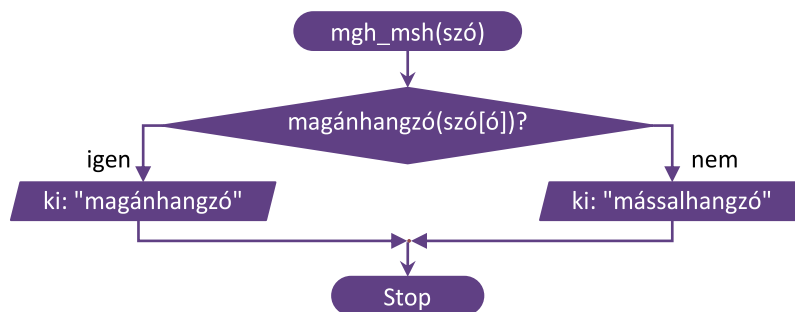 mgh_msh(szó)
magánhangzó(szó[ó])?
igen
nem
ki: "magánhangzó"
ki: "mássalhangzó"
Stop